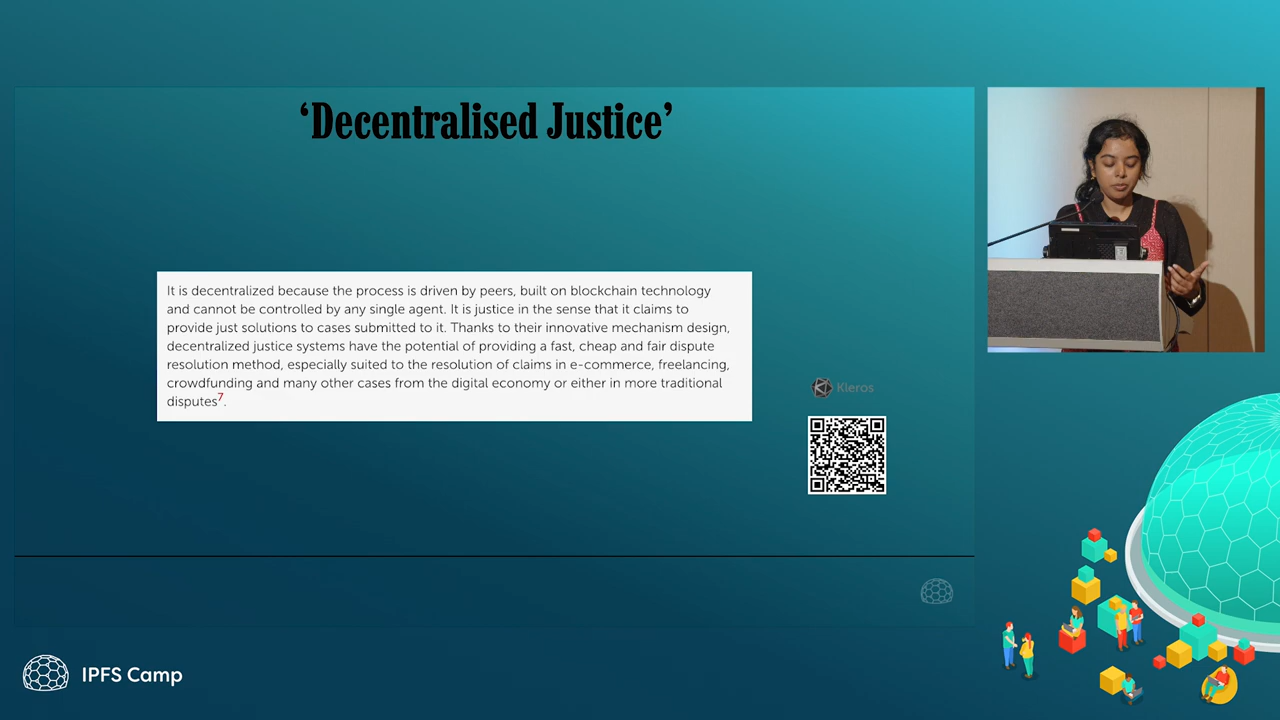 ‘Decentralised Justice’
It is decentralized because the process is driven by peers, built on blockchain technology
and cannot be controlled by any single agent. It is justice in the sense that it claims to
provide just solutions to cases submitted to it. Thanks to their innovative mechanism design,
decentralized justice systems have the potential of providing a fast, cheap and fair dispute
resolution method, especially suited to the resolution of claims in e-commerce, freelancing,
crowdfunding and many other cases from the digital economy or either in more traditional
disputes7.
Kleros
IPFS Camp